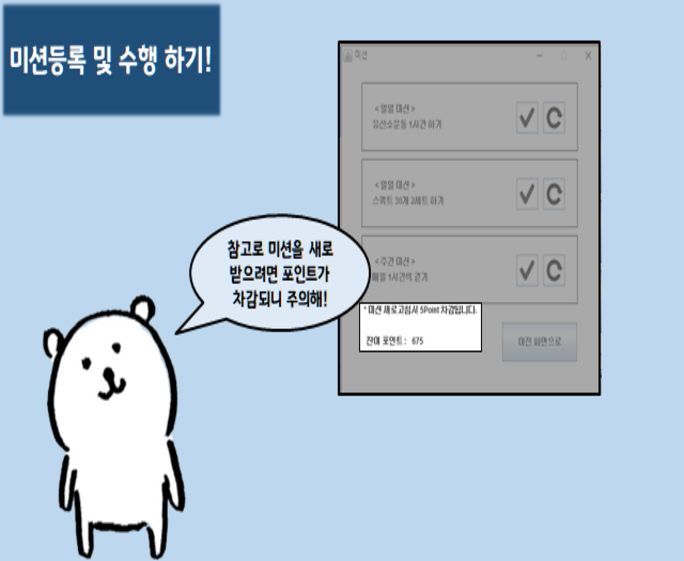 미션등록 및 수행 하기!
미션
<일일 미션>
유산소운동 1시간 하기
<일일 미션>
스쿼트 30개 2세트 하기
참고로 미션을 새로
받으려면 포인트가
차감되니 주의해!
<주간 미션>
매일 1시간씩 걷기
* 미션 새로고침시 5Point 차감됩니다.
잔여 포인트 : 675
이전 화면으로